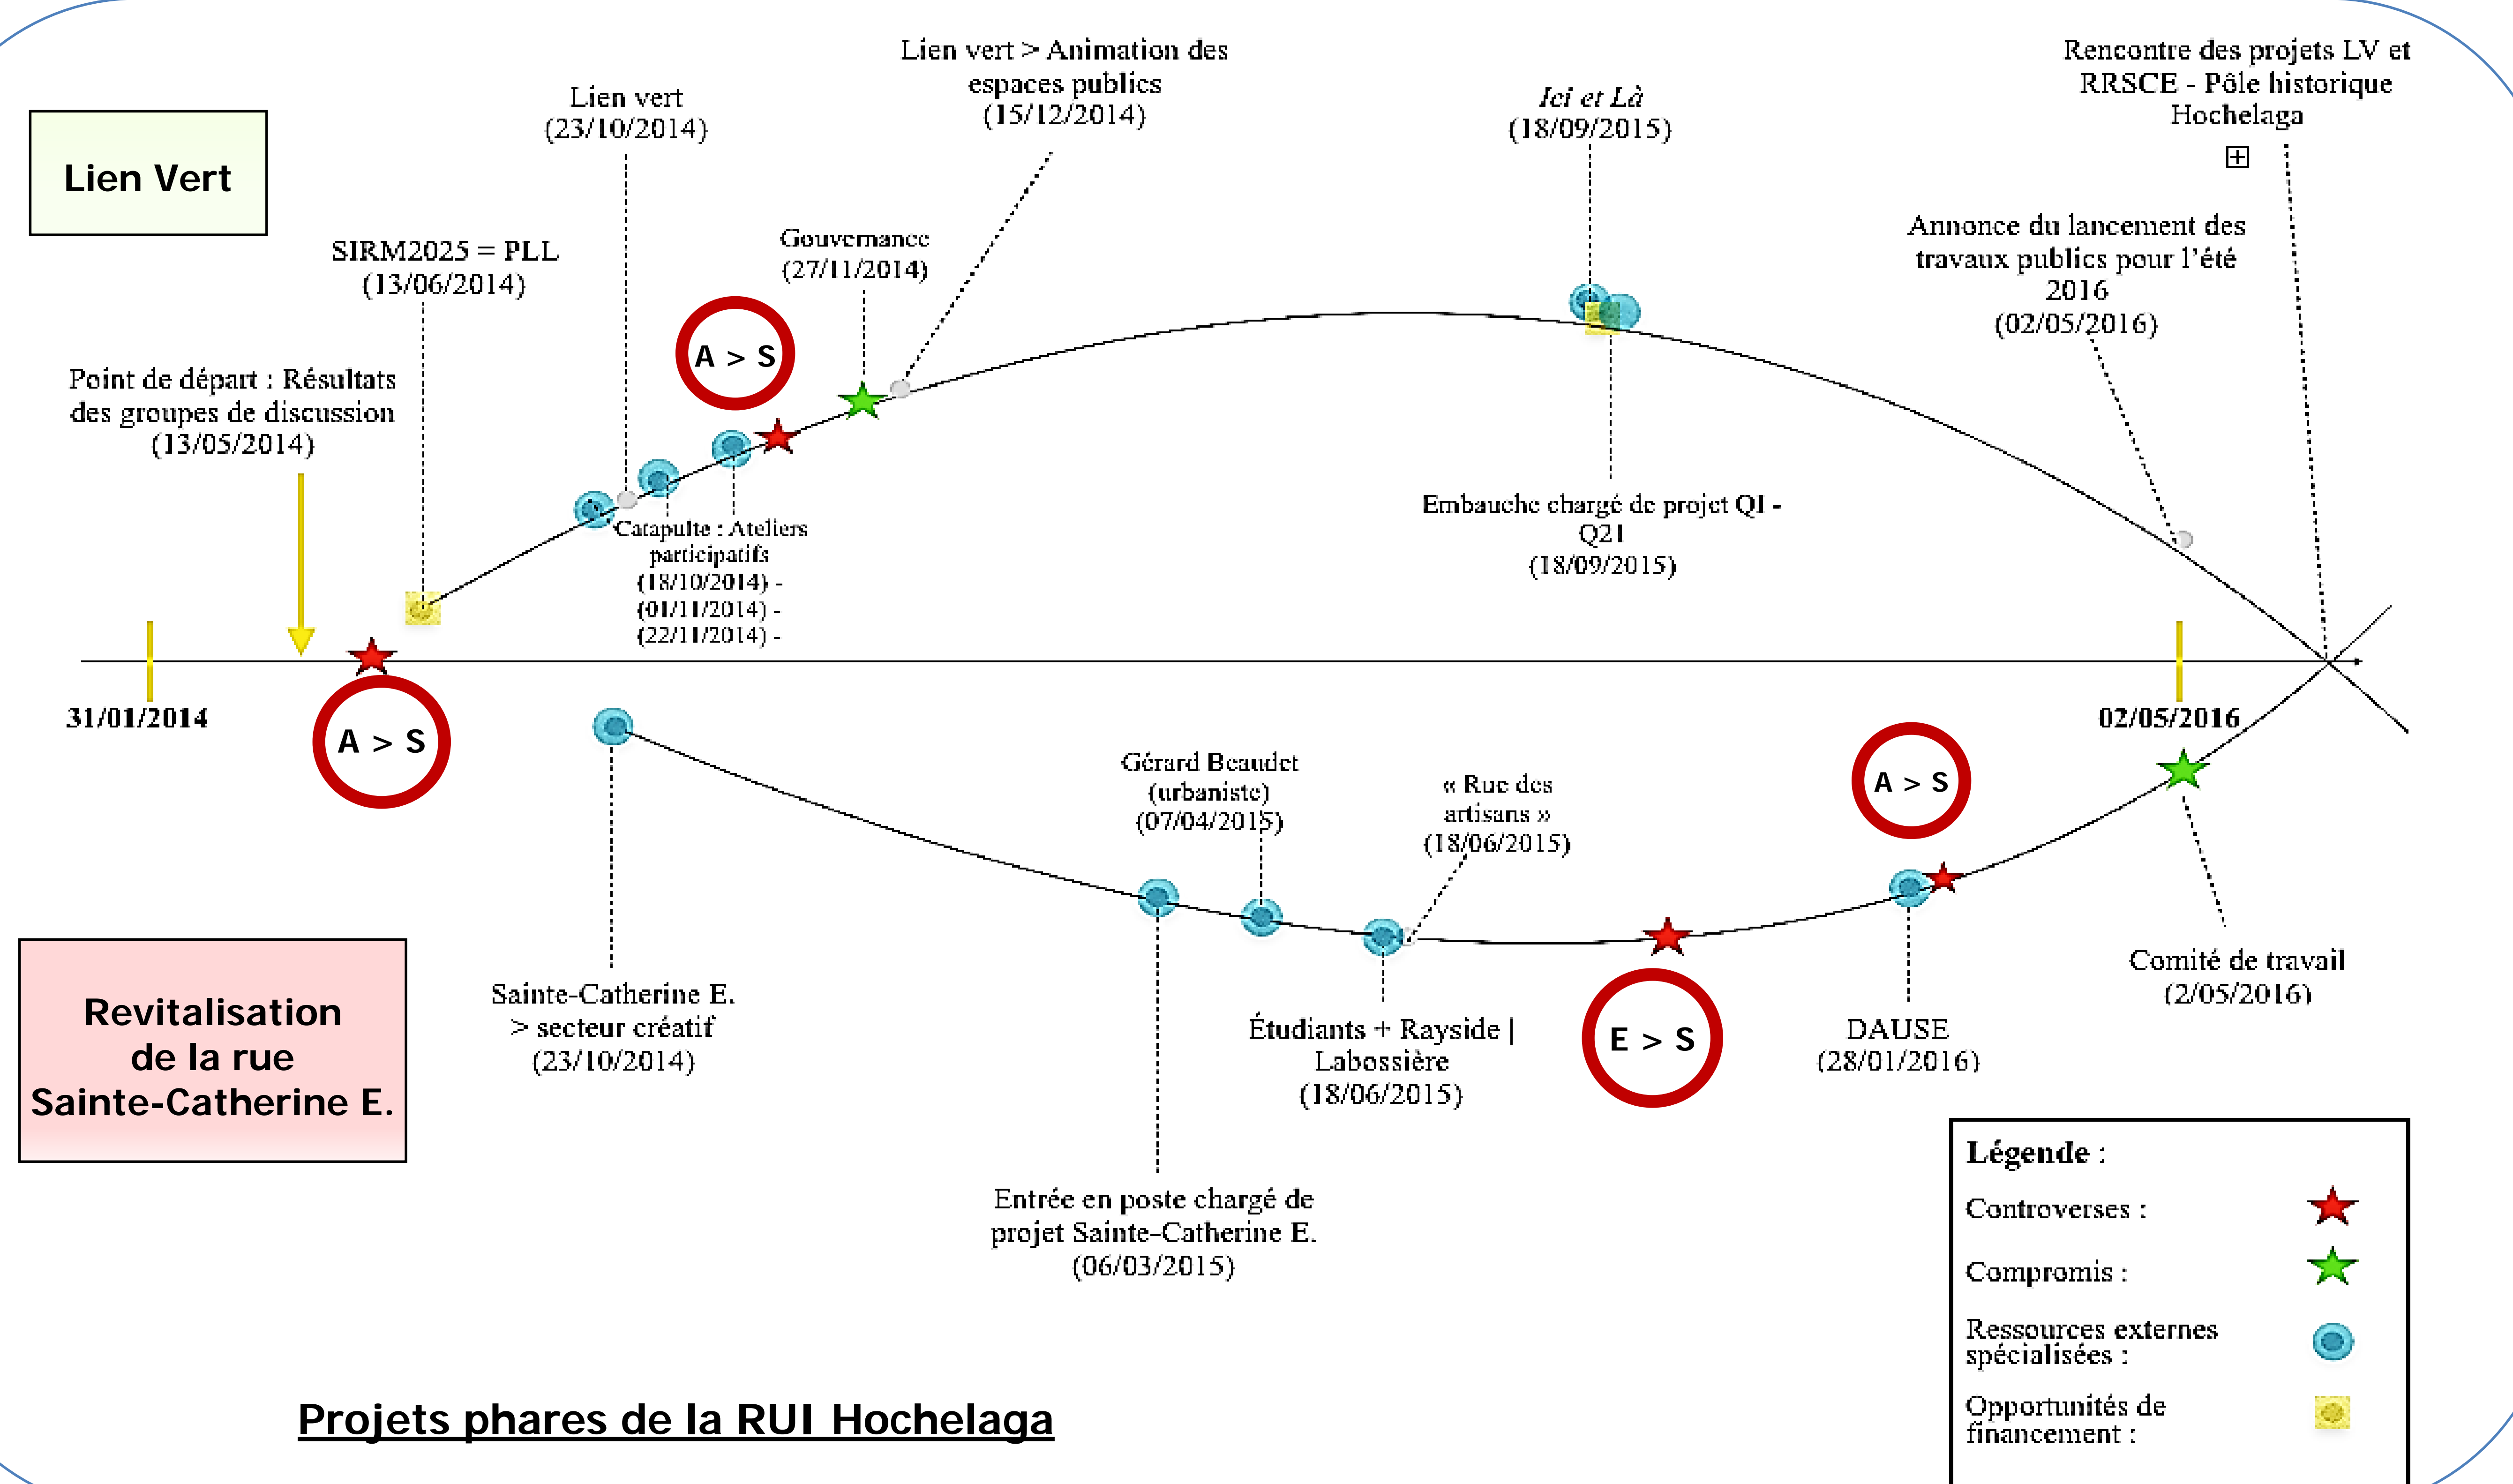 Lien Vert
Point de départ : Résultats
des groupes de discussion
(13/05/2014)
SIRM2025 = PLL
(13/06/2014)
Lien vert
(23/10/2014)
Catapulte : Ateliers
participatifs
(18/10/2014) -
(01/11/2014) -
(22/11/2014) -
A > S
Gouvernance
(27/11/2014)
Lien vert > Animation des
espaces publics
(15/12/2014)
Ici et Là
(18/09/2015)
Embauche chargé de projet QI -
Q21
(18/09/2015)
Annonce du lancement des
travaux publics pour l'été
2016
(02/05/2016)
Rencontre des projets LV et
RRSCE - Pôle historique
Hochelaga
31/01/2014
A > S
02/05/2016
Revitalisation
de la rue
Sainte-Catherine E.
Sainte-Catherine E.
> secteur créatif
(23/10/2014)
Entrée en poste chargé de
projet Sainte-Catherine E.
(06/03/2015)
Gérard Beaudet
(urbaniste)
(07/04/2015)
Étudiants + Rayside |
Labossière
(18/06/2015)
« Rue des
artisans »
(18/06/2015)
E > S
A > S
DAUSE
(28/01/2016)
Comité de travail
(2/05/2016)
Légende :
Controverses :
Compromis :
Ressources externes
spécialisées :
Opportunités de
financement :
Projets phares de la RUI Hochelaga